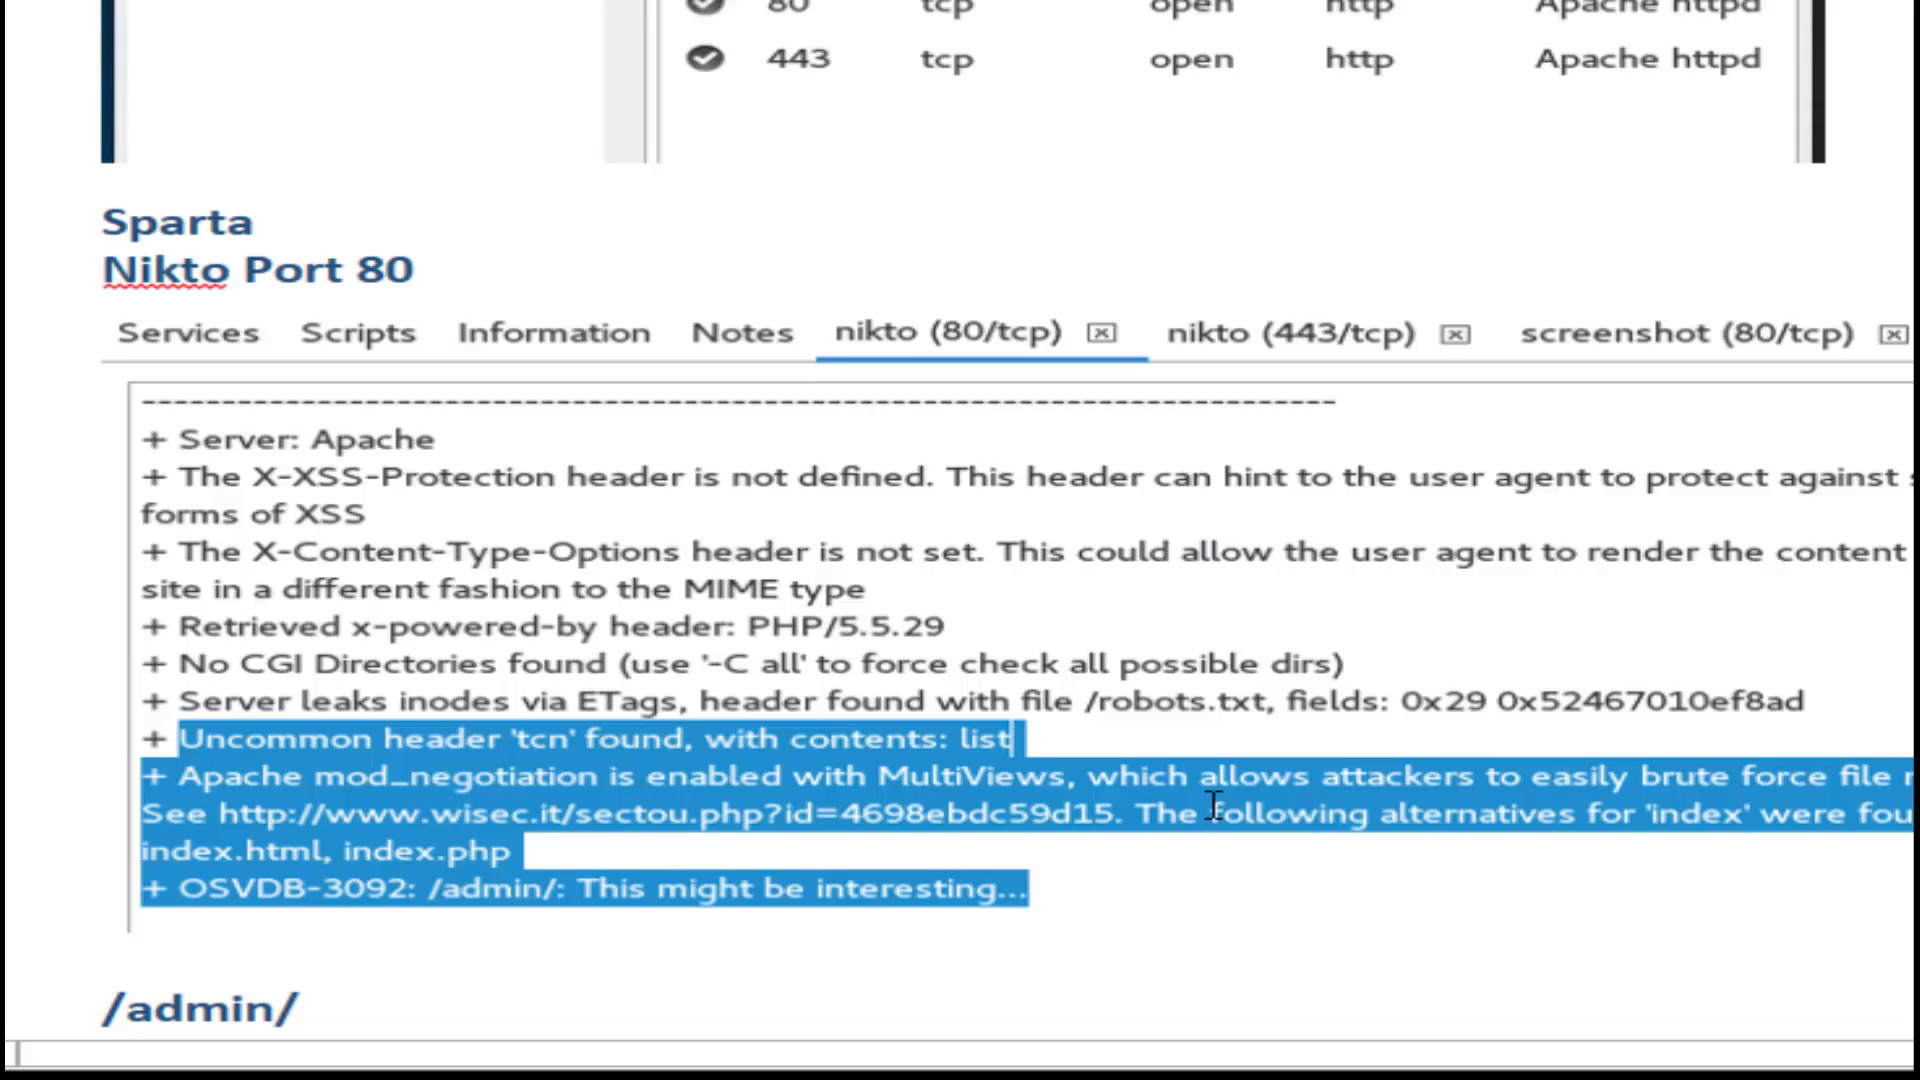 80 tcp open http Apache httpd
443 tcp open http Apache httpd
Sparta
Nikto Port 80
Services Scripts Information Notes nikto (80/tcp) nikto (443/tcp) screenshot (80/tcp)
--------------------------------------------------------------------------
+ Server: Apache
+ The X-XSS-Protection header is not defined. This header can hint to the user agent to protect against
forms of XSS
+ The X-Content-Type-Options header is not set. This could allow the user agent to render the content
site in a different fashion to the MIME type
+ Retrieved x-powered-by header: PHP/5.5.29
+ No CGI Directories found (use '-C all' to force check all possible dirs)
+ Server leaks inodes via ETags, header found with file /robots.txt, fields: 0x29 0x52467010ef8ad
+ Uncommon header 'tcn' found, with contents: list
+ Apache mod_negotiation is enabled with MultiViews, which allows attackers to easily brute force file
See http://www.wisec.it/sectou.php?id=4698ebdc59d15. The following alternatives for 'index' were fou
index.html, index.php
+ OSVDB-3092: /admin/: This might be interesting...
/admin/